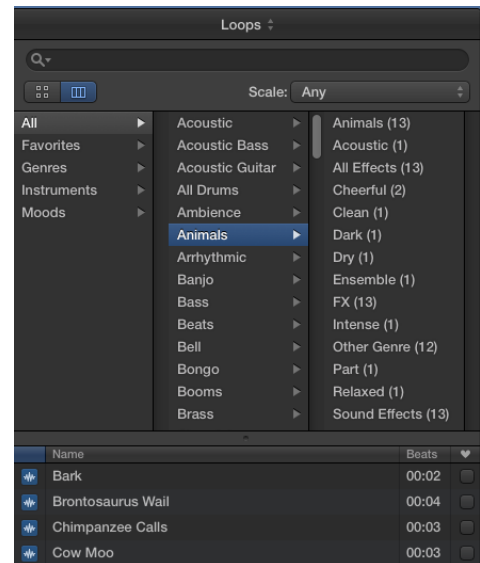 Loops
Scale: Any
All
Favorites
Genres
Instruments
Moods
Acoustic
Acoustic Bass
Acoustic Guitar
All Drums
Ambience
Animals
Arrhythmic
Banjo
Bass
Beats
Bell
Bongo
Booms
Brass
Animals (13)
Acoustic (1)
All Effects (13)
Cheerful (2)
Clean (1)
Dark (1)
Dry (1)
Ensemble (1)
FX (13)
Intense (1)
Other Genre (12)
Part (1)
Relaxed (1)
Sound Effects (13)
Name Beats
Bark 00:02
Brontosaurus Wail 00:04
Chimpanzee Calls 00:03
Cow Moo 00:03